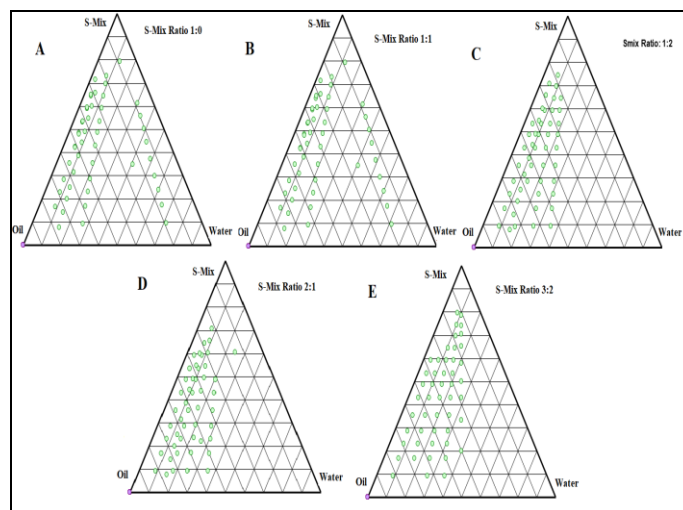 S-Mix
S-Mix Ratio 1:0
A
Oil
Water
S-Mix
S-Mix Ratio 1:1
B
Oil
Water
S-Mix
Smix Ratio: 1:2
C
Oil
Water
S-Mix
S-Mix Ratio 2:1
D
Oil
Water
S-Mix
S-Mix Ratio 3:2
E
Oil
Water